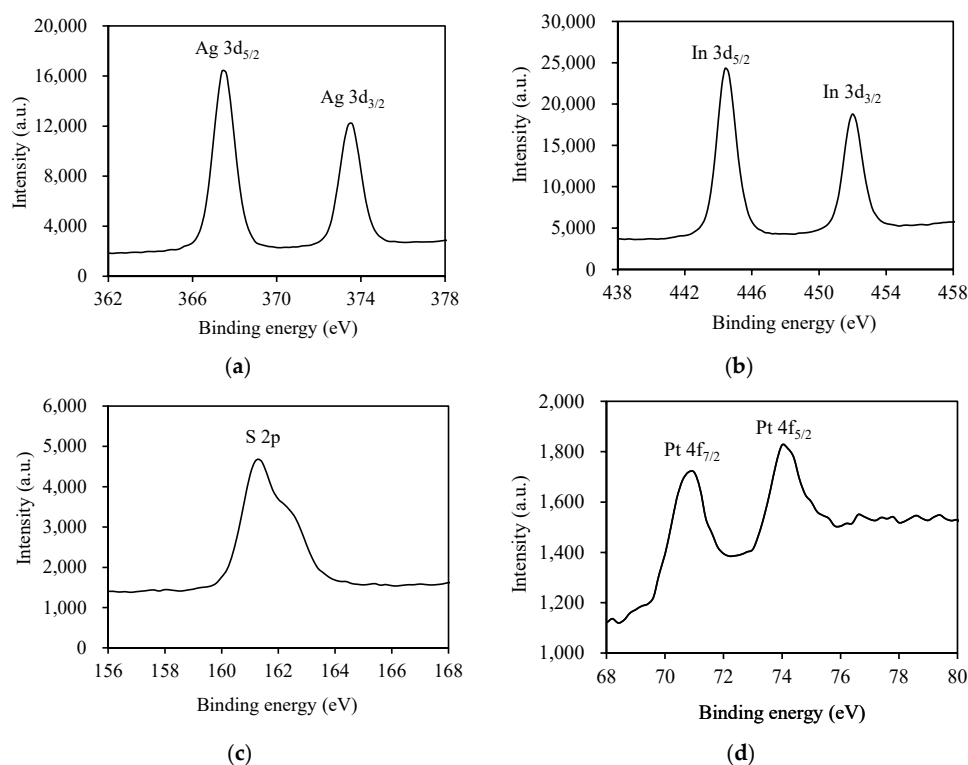 20,000
16,000
12,000
8,000
4,000
0
Intensity (a.u.)
Ag 3d5/2
Ag 3d3/2
362 366 370 374 378
Binding energy (eV)
(a)
30,000
25,000
20,000
15,000
10,000
5,000
0
Intensity (a.u.)
In 3d5/2
In 3d3/2
438 442 446 450 454 458
Binding energy (eV)
(b)
6,000
5,000
4,000
3,000
2,000
1,000
0
Intensity (a.u.)
S 2p
156 158 160 162 164 166 168
Binding energy (eV)
(c)
2,000
1,800
1,600
1,400
1,200
1,000
Intensity (a.u.)
Pt 4f7/2
Pt 4f5/2
68 70 72 74 76 78 80
Binding energy (eV)
(d)